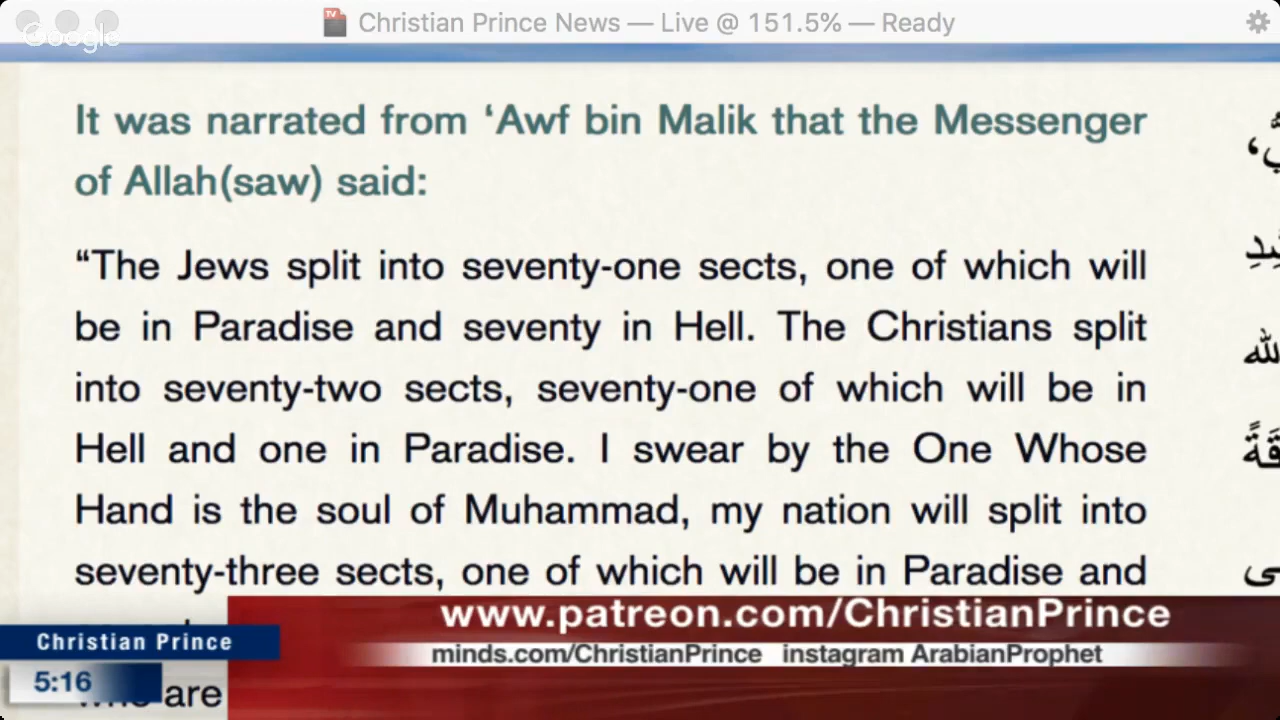 Christian Prince News — Live @ 151.5% — Ready
Google
It was narrated from ‘Awf bin Malik that the Messenger
of Allah(saw) said:
“The Jews split into seventy-one sects, one of which will
be in Paradise and seventy in Hell. The Christians split
into seventy-two sects, seventy-one of which will be in
Hell and one in Paradise. I swear by the One Whose
Hand is the soul of Muhammad, my nation will split into
seventy-three sects, one of which will be in Paradise and
www.patreon.com/ChristianPrince
Christian Prince
minds.com/ChristianPrince instagram ArabianProphet
5:16
are